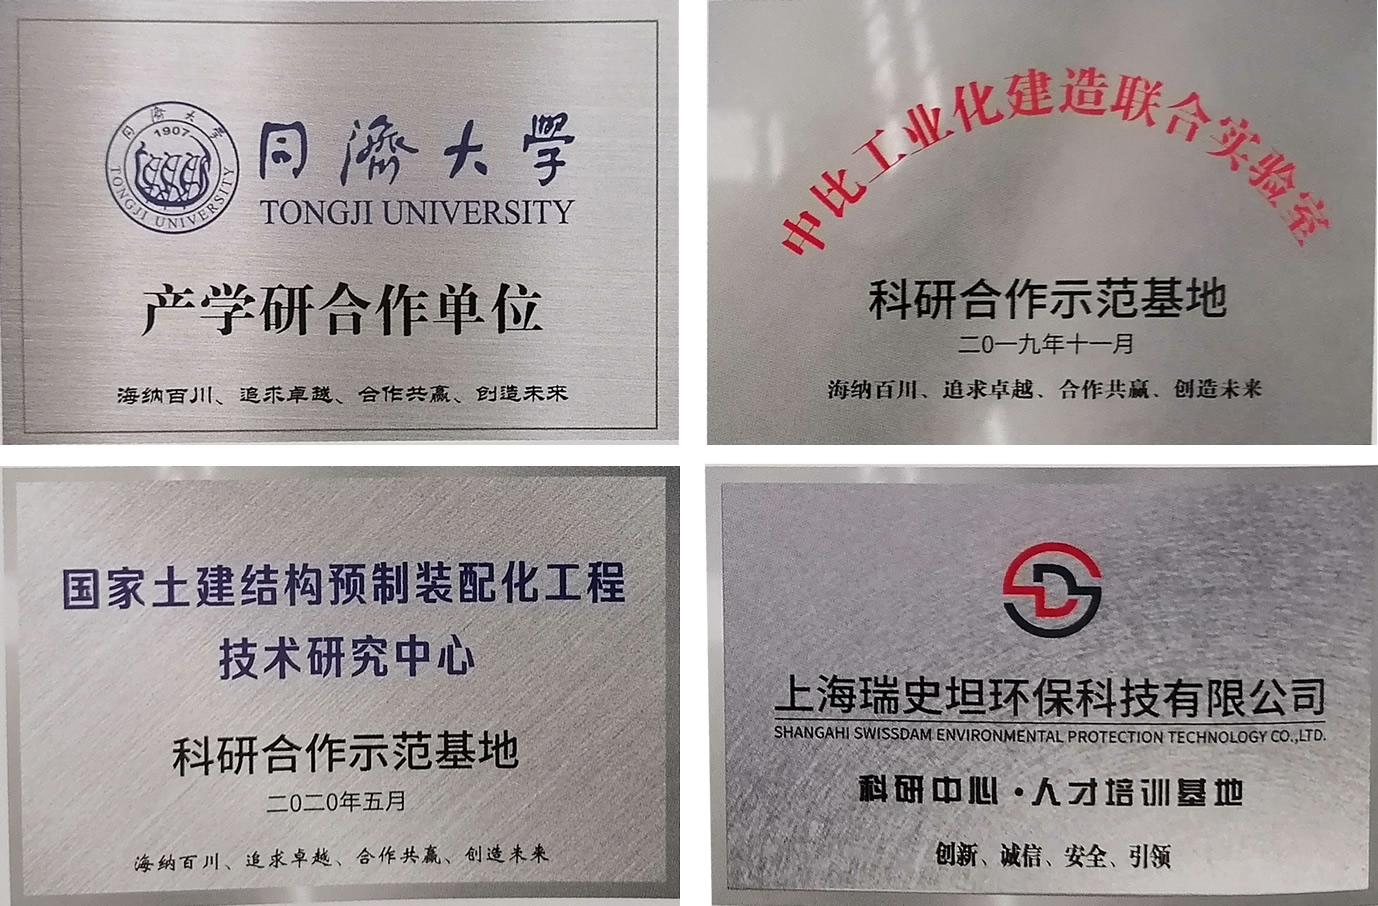 同濟大學
1907
TONGJI UNIVERSITY
同濟大學
TONGJI UNIVERSITY
产学研合作单位
海纳百川、追求卓越、合作共赢、创造未来
中比工业化建造联合实验室
科研合作示范基地
二0一九年十一月
海纳百川、追求卓越、合作共赢、创造未来
国家土建结构预制装配化工程
技术研究中心
科研合作示范基地
二0二0年五月
海纳百川、追求卓越、合作共赢、创造未来
上海瑞史坦环保科技有限公司
SHANGAHI SWISSDAM ENVIRONMENTAL PROTECTION TECHNOLOGY CO.,LTD.
科研中心·人才培训基地
创新、诚信、安全、引领